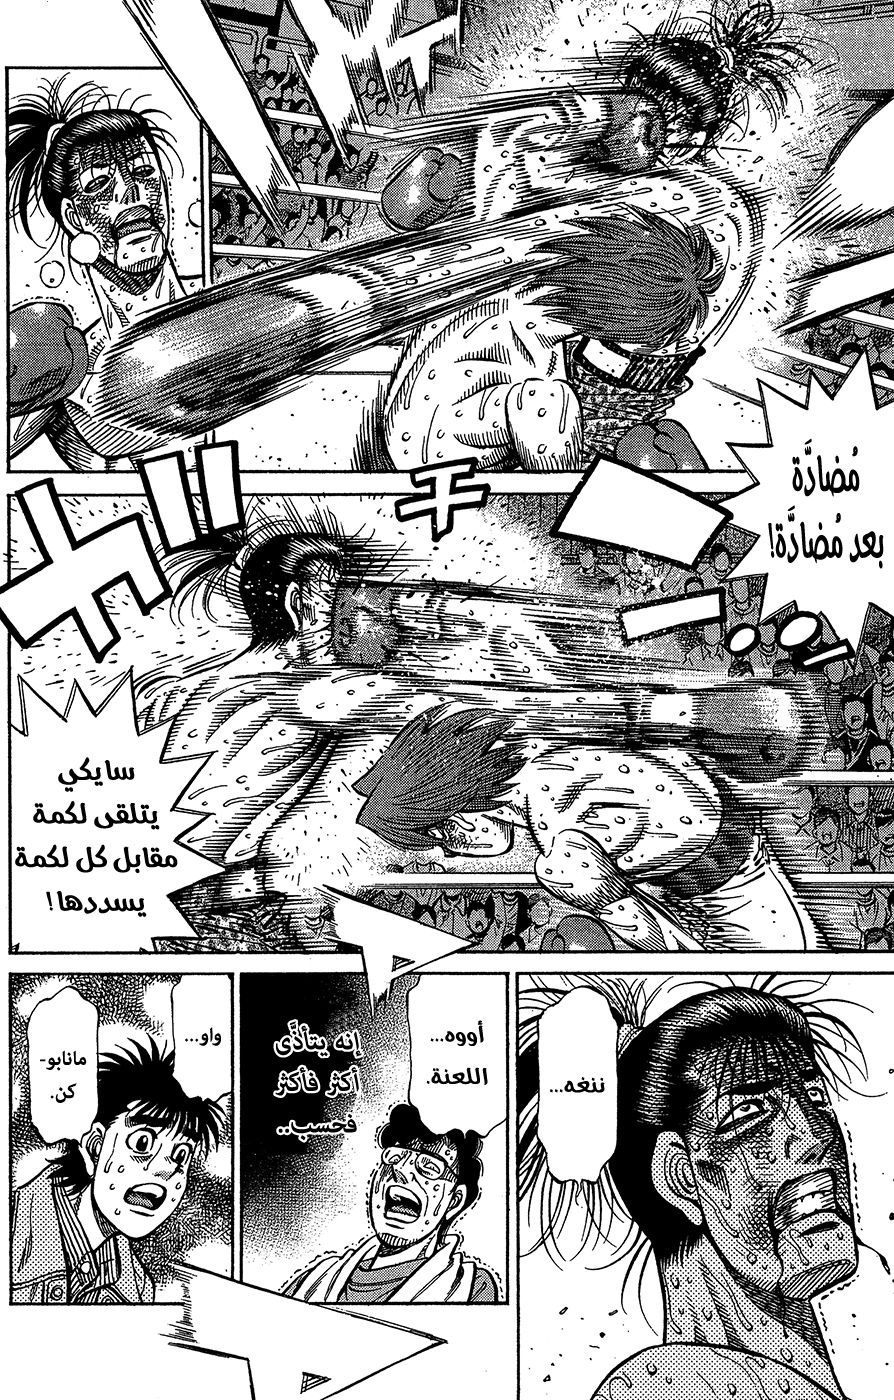 مُضادَّة
بعد مُضادَّة!
سايكي
يتلقى لكمة
مقابل كل لكمة
يسددها!
ننغه...
أووه...
اللعنة.
إنه يتأذَّى
أكثر فأكثر
فحسب..
واو...
مانابو-
كن.